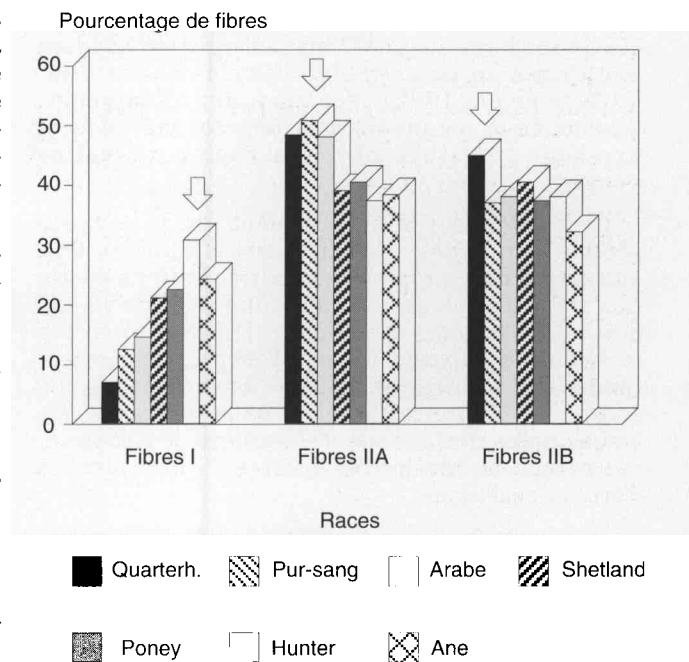 Pourcentage de fibres
60
50
40
30
20
10
0
Fibres I Fibres IIA Fibres IIB
Races
Quarterh. Pur-sang Arabe Shetland
Poney Hunter Ane